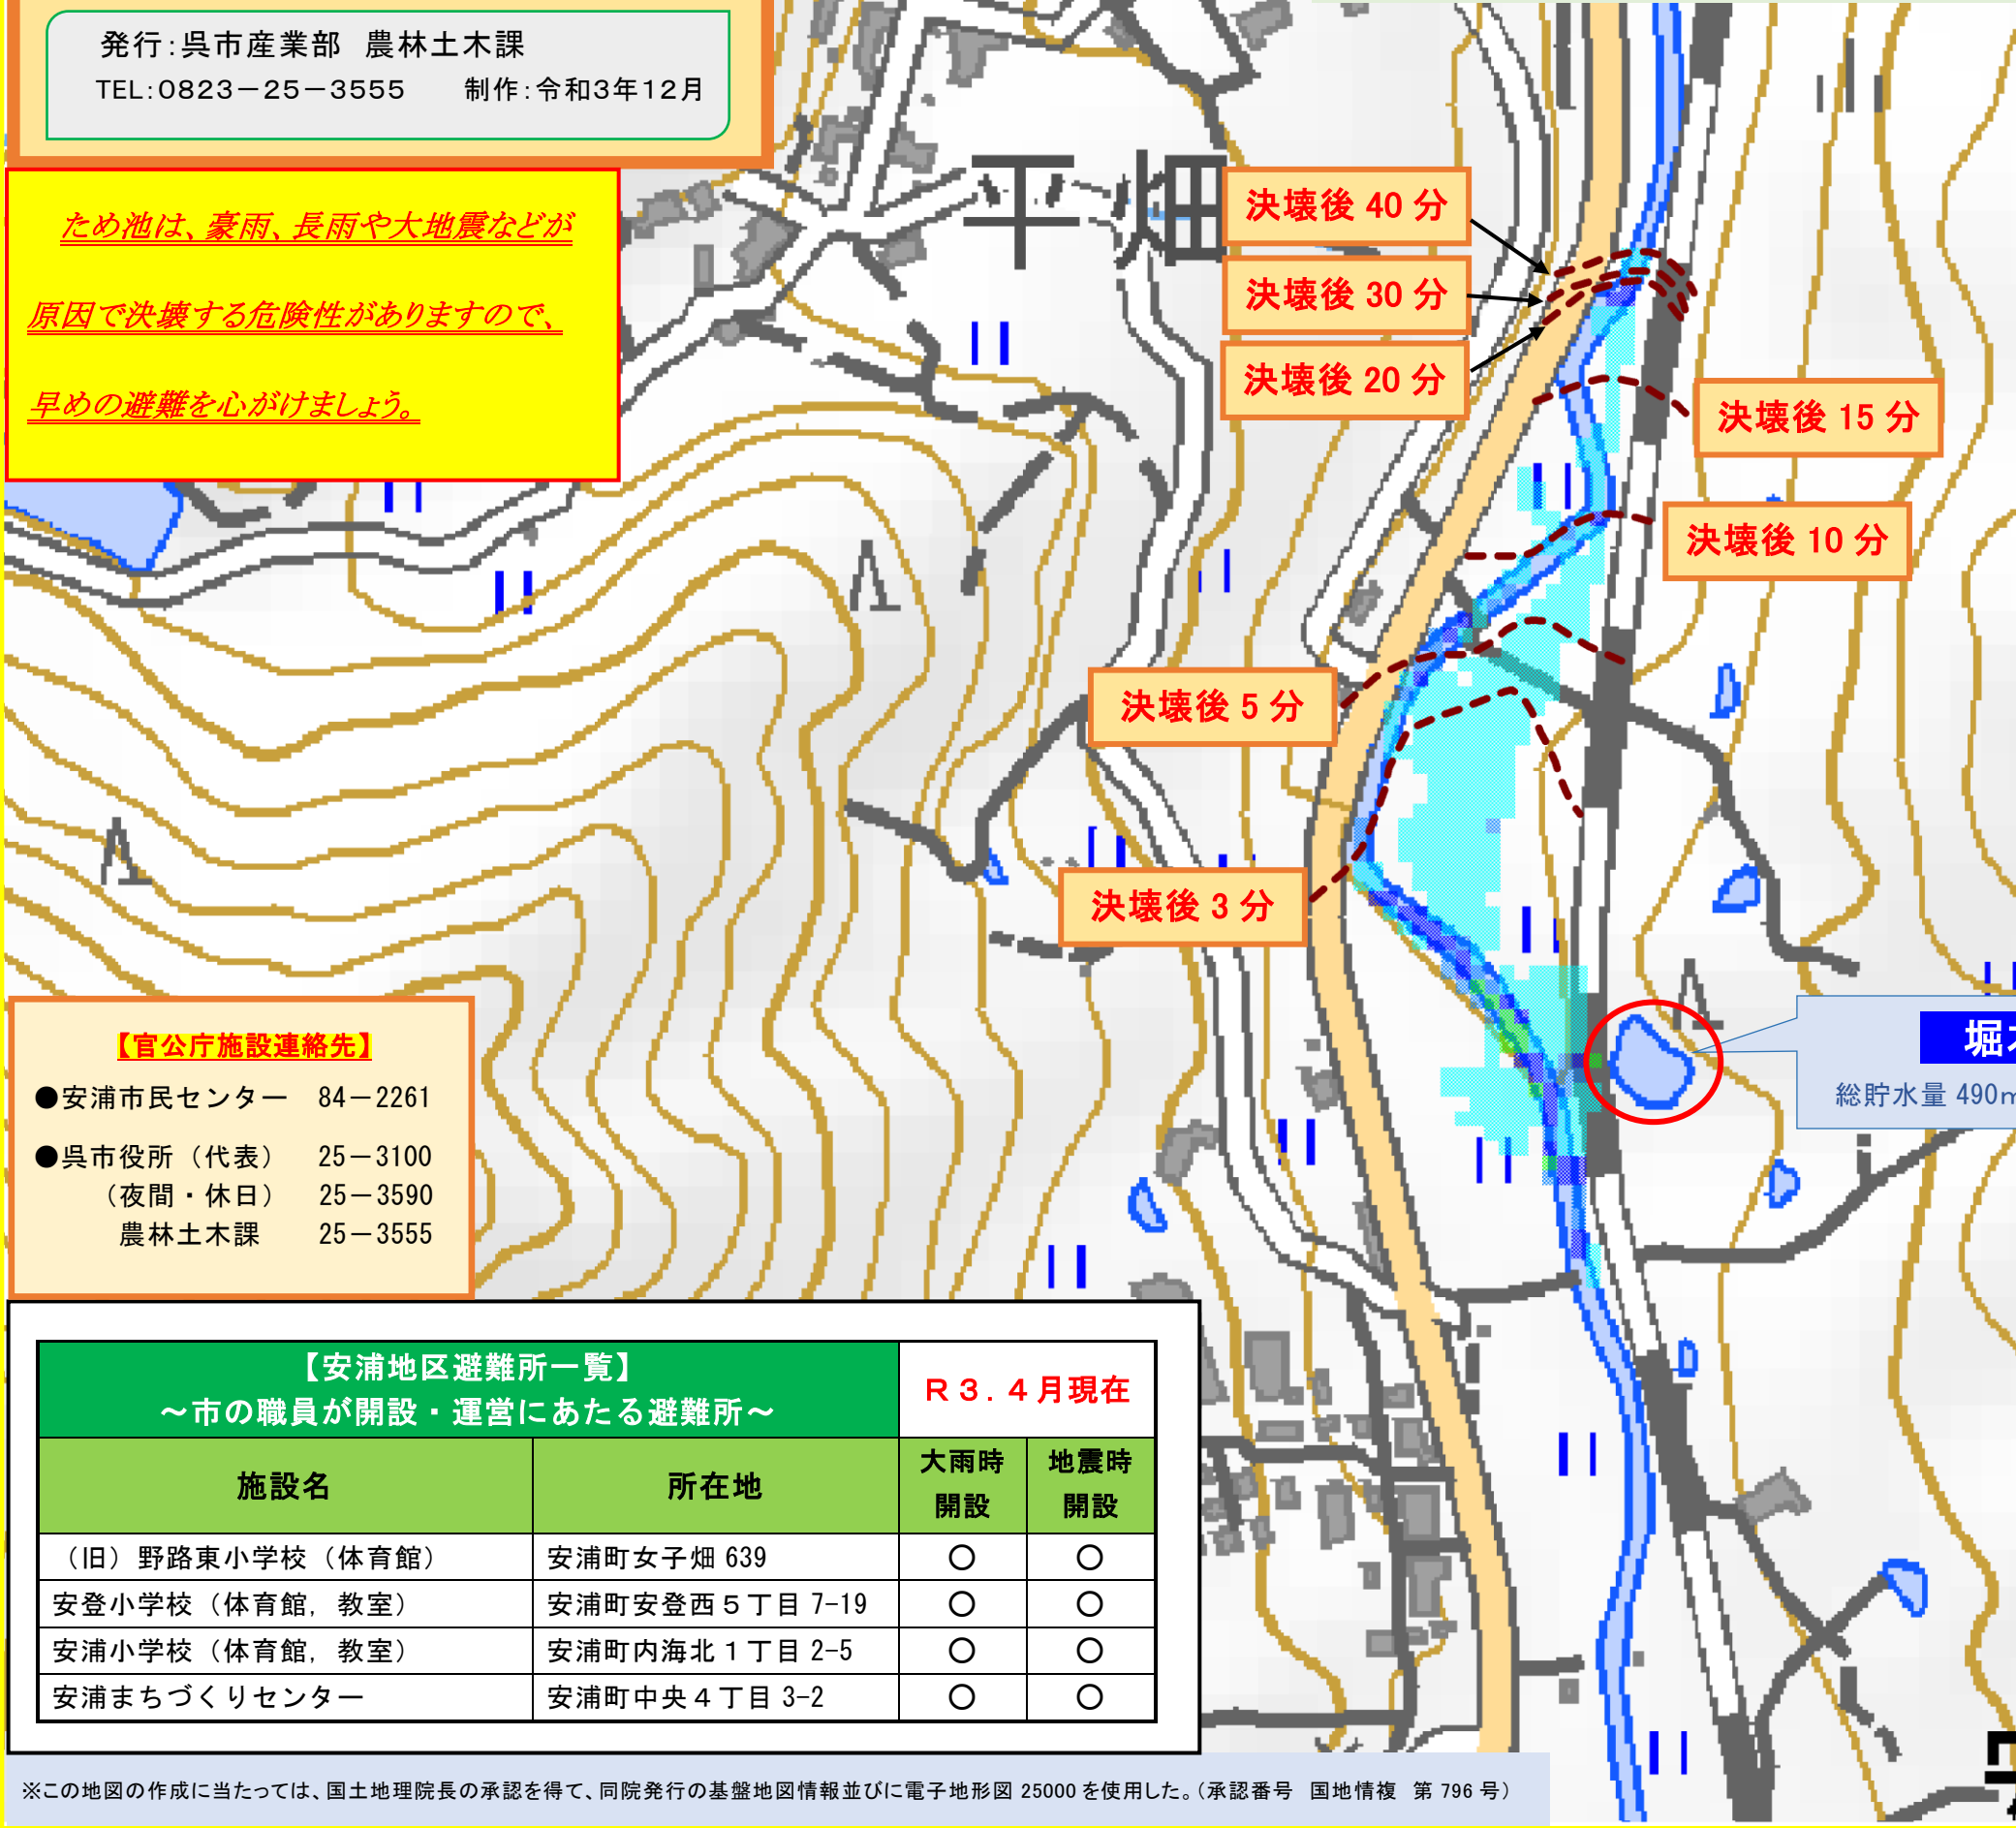 発行：呉市産業部　農林土木課
TEL：0823－25－3555　　制作：令和3年12月
ため池は、豪雨、長雨や大地震などが
原因で決壊する危険性がありますので、
早めの避難を心がけましょう。
平畑
決壊後 40 分
決壊後 30 分
決壊後 20 分
決壊後 15 分
決壊後 10 分
決壊後 5 分
決壊後 3 分
堀
総貯水量 490m
【官公庁施設連絡先】
●安浦市民センター　84－2261
●呉市役所（代表）　25－3100
（夜間・休日）　25－3590
農林土木課　25－3555
【安浦地区避難所一覧】
～市の職員が開設・運営にあたる避難所～
Ｒ３．４月現在
施設名　所在地　大雨時開設　地震時開設
（旧）野路東小学校（体育館）　安浦町女子畑 639　〇　〇
安登小学校（体育館，教室）　安浦町安登西５丁目 7-19　〇　〇
安浦小学校（体育館，教室）　安浦町内海北１丁目 2-5　〇　〇
安浦まちづくりセンター　安浦町中央４丁目 3-2　〇　〇
※この地図の作成に当たっては、国土地理院長の承認を得て、同院発行の基盤地図情報並びに電子地形図 25000 を使用した。（承認番号　国地情複　第 796 号）